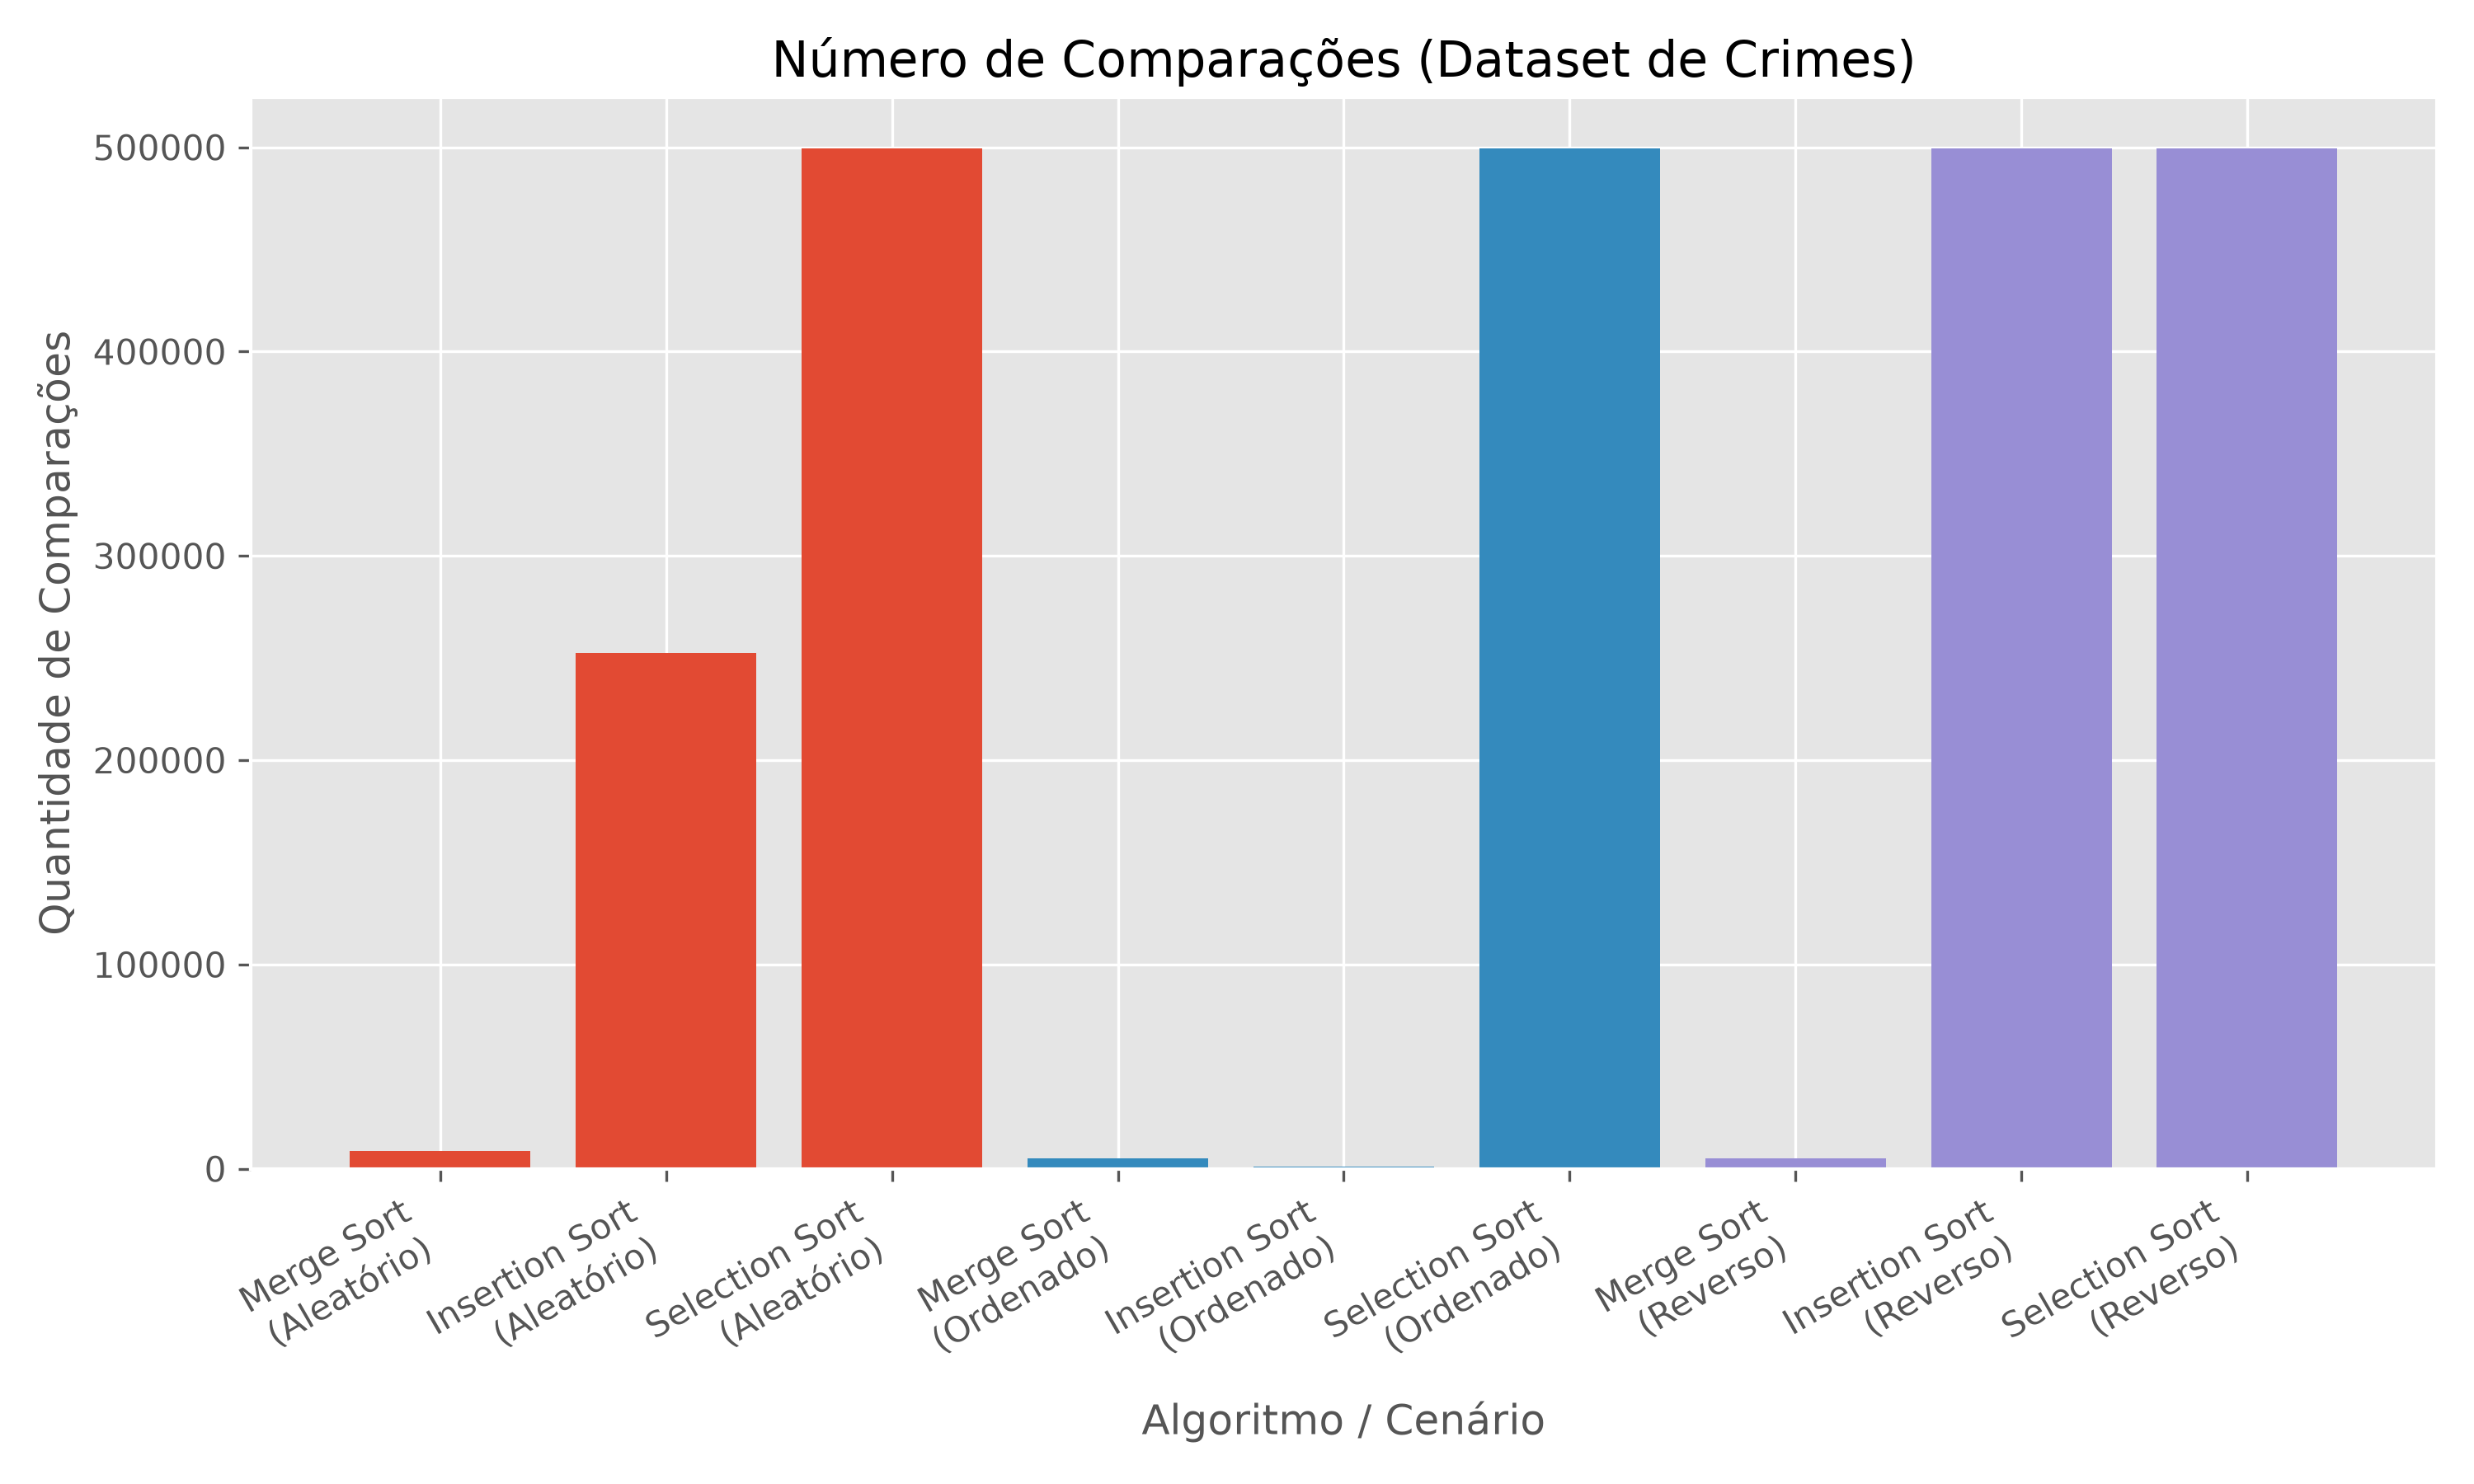 Número de Comparações (Dataset de Crimes)
Quantidade de Comparações
500000
400000
300000
200000
100000
0
Merge Sort
(Aleatório)
Insertion Sort
(Aleatório)
Selection Sort
(Aleatório)
Merge Sort
(Ordenado)
Insertion Sort
(Ordenado)
Selection Sort
(Ordenado)
Merge Sort
(Reverso)
Insertion Sort
(Reverso)
Selection Sort
(Reverso)
Algoritmo / Cenário